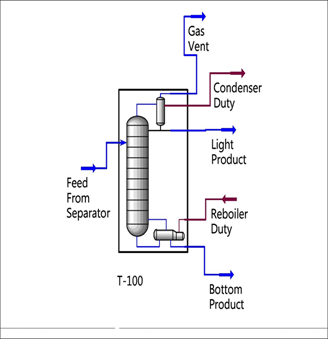 Gas
Vent
Condenser
Duty
Light
Product
Feed
From
Separator
Reboiler
Duty
T-100
Bottom
Product